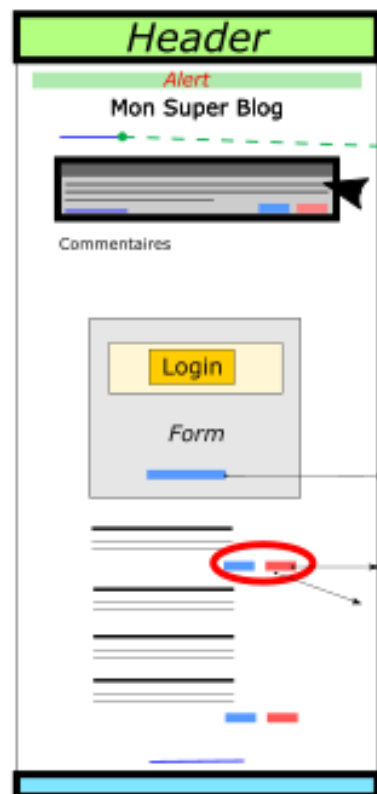 Header
Alert
Mon Super Blog
Commentaires
Login
Form